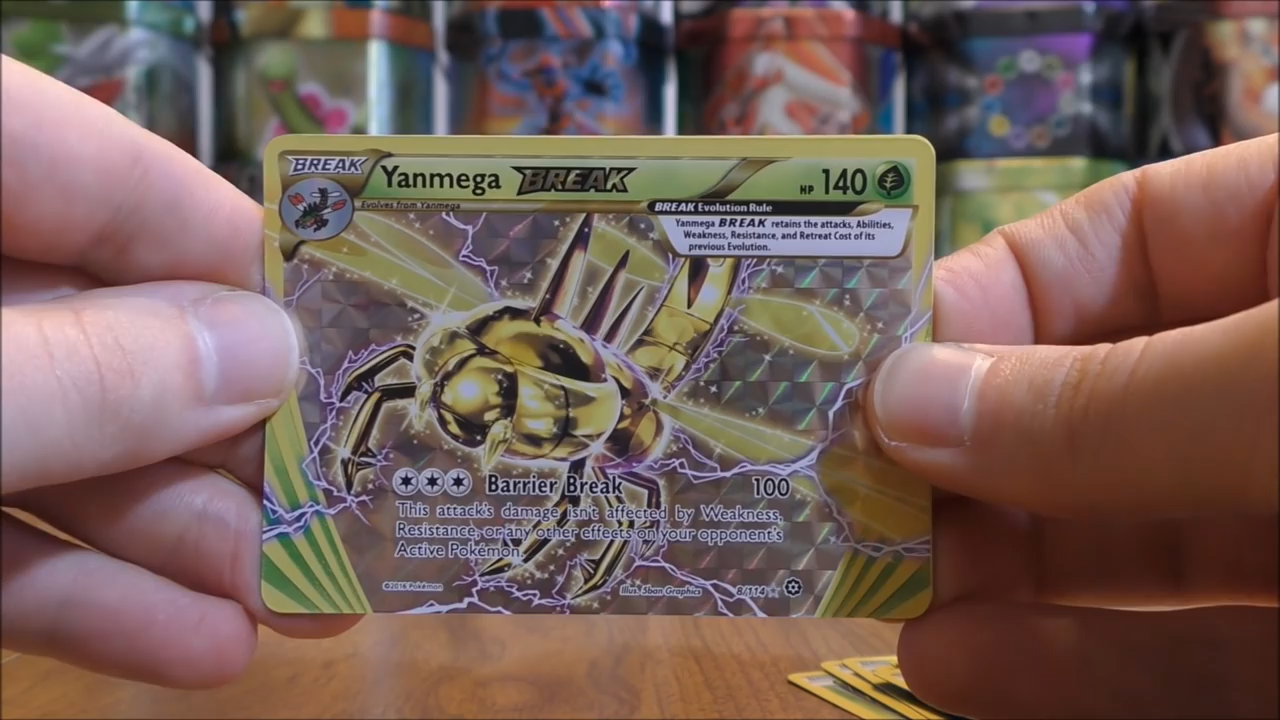 BREAK
Yanmega BREAK
HP 140
Evolves from Yanmega
BREAK Evolution Rule
Yanmega BREAK retains the attacks, Abilities,
Weakness, Resistance, and Retreat Cost of its
previous Evolution.
Barrier Break 100
This attack's damage isn't affected by Weakness,
Resistance, or any other effects on your opponent's
Active Pokémon.
©2016 Pokémon
Illus. 5ban Graphics
8/114